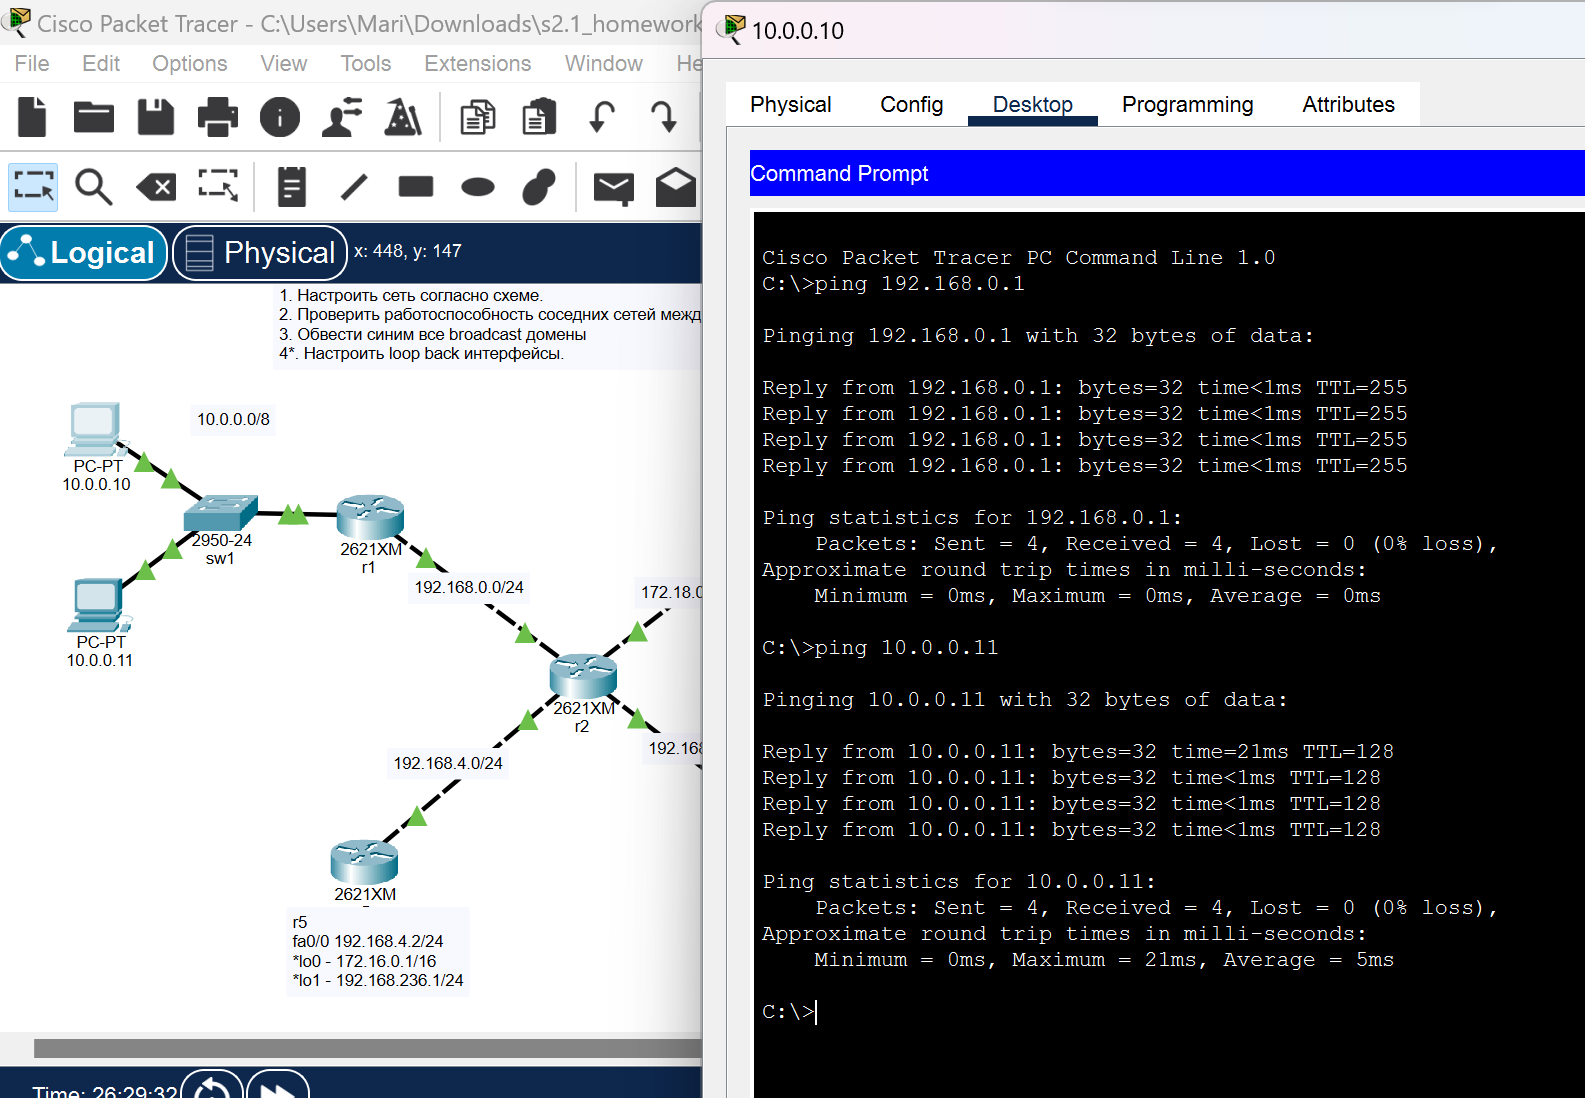 Cisco Packet Tracer - C:\Users\Mari\Downloads\s2.1_homework
File Edit Options View Tools Extensions Window He
Logical Physical x: 448, y: 147
1. Настроить сеть согласно схеме.
2. Проверить работоспособность соседних сетей межд
3. Обвести синим все broadcast домены
4*. Настроить loop back интерфейсы.
10.0.0.0/8
PC-PT
10.0.0.10
2950-24
sw1
2621XM
r1
PC-PT
10.0.0.11
192.168.0.0/24
172.18.0
2621XM
r2
192.168
192.168.4.0/24
2621XM
r5
fa0/0 192.168.4.2/24
*lo0 - 172.16.0.1/16
*lo1 - 192.168.236.1/24
Time: 26:29:32
10.0.0.10
Physical Config Desktop Programming Attributes
Command Prompt
Cisco Packet Tracer PC Command Line 1.0
C:\>ping 192.168.0.1
Pinging 192.168.0.1 with 32 bytes of data:
Reply from 192.168.0.1: bytes=32 time<1ms TTL=255
Reply from 192.168.0.1: bytes=32 time<1ms TTL=255
Reply from 192.168.0.1: bytes=32 time<1ms TTL=255
Reply from 192.168.0.1: bytes=32 time<1ms TTL=255
Ping statistics for 192.168.0.1:
Packets: Sent = 4, Received = 4, Lost = 0 (0% loss),
Approximate round trip times in milli-seconds:
Minimum = 0ms, Maximum = 0ms, Average = 0ms
C:\>ping 10.0.0.11
Pinging 10.0.0.11 with 32 bytes of data:
Reply from 10.0.0.11: bytes=32 time=21ms TTL=128
Reply from 10.0.0.11: bytes=32 time<1ms TTL=128
Reply from 10.0.0.11: bytes=32 time<1ms TTL=128
Reply from 10.0.0.11: bytes=32 time<1ms TTL=128
Ping statistics for 10.0.0.11:
Packets: Sent = 4, Received = 4, Lost = 0 (0% loss),
Approximate round trip times in milli-seconds:
Minimum = 0ms, Maximum = 21ms, Average = 5ms
C:\>